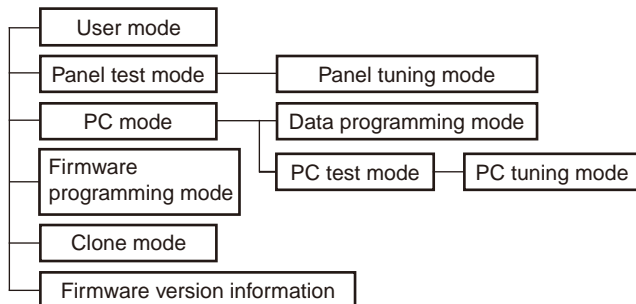 User mode
Panel test mode
Panel tuning mode
PC mode
Data programming mode
PC test mode
PC tuning mode
Firmware
programming mode
Clone mode
Firmware version information